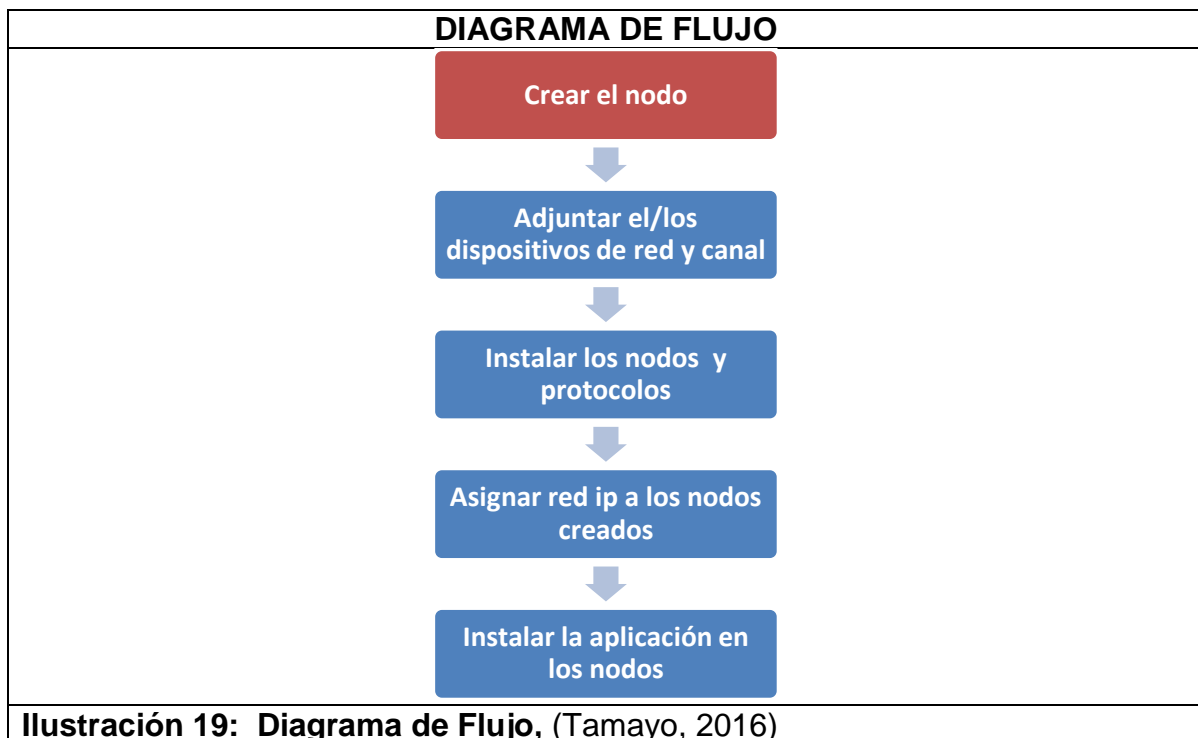 DIAGRAMA DE FLUJO
Crear el nodo
Adjuntar el/los
dispositivos de red y canal
Instalar los nodos y
protocolos
Asignar red ip a los nodos
creados
Instalar la aplicación en
los nodos
Ilustración 19: Diagrama de Flujo, (Tamayo, 2016)